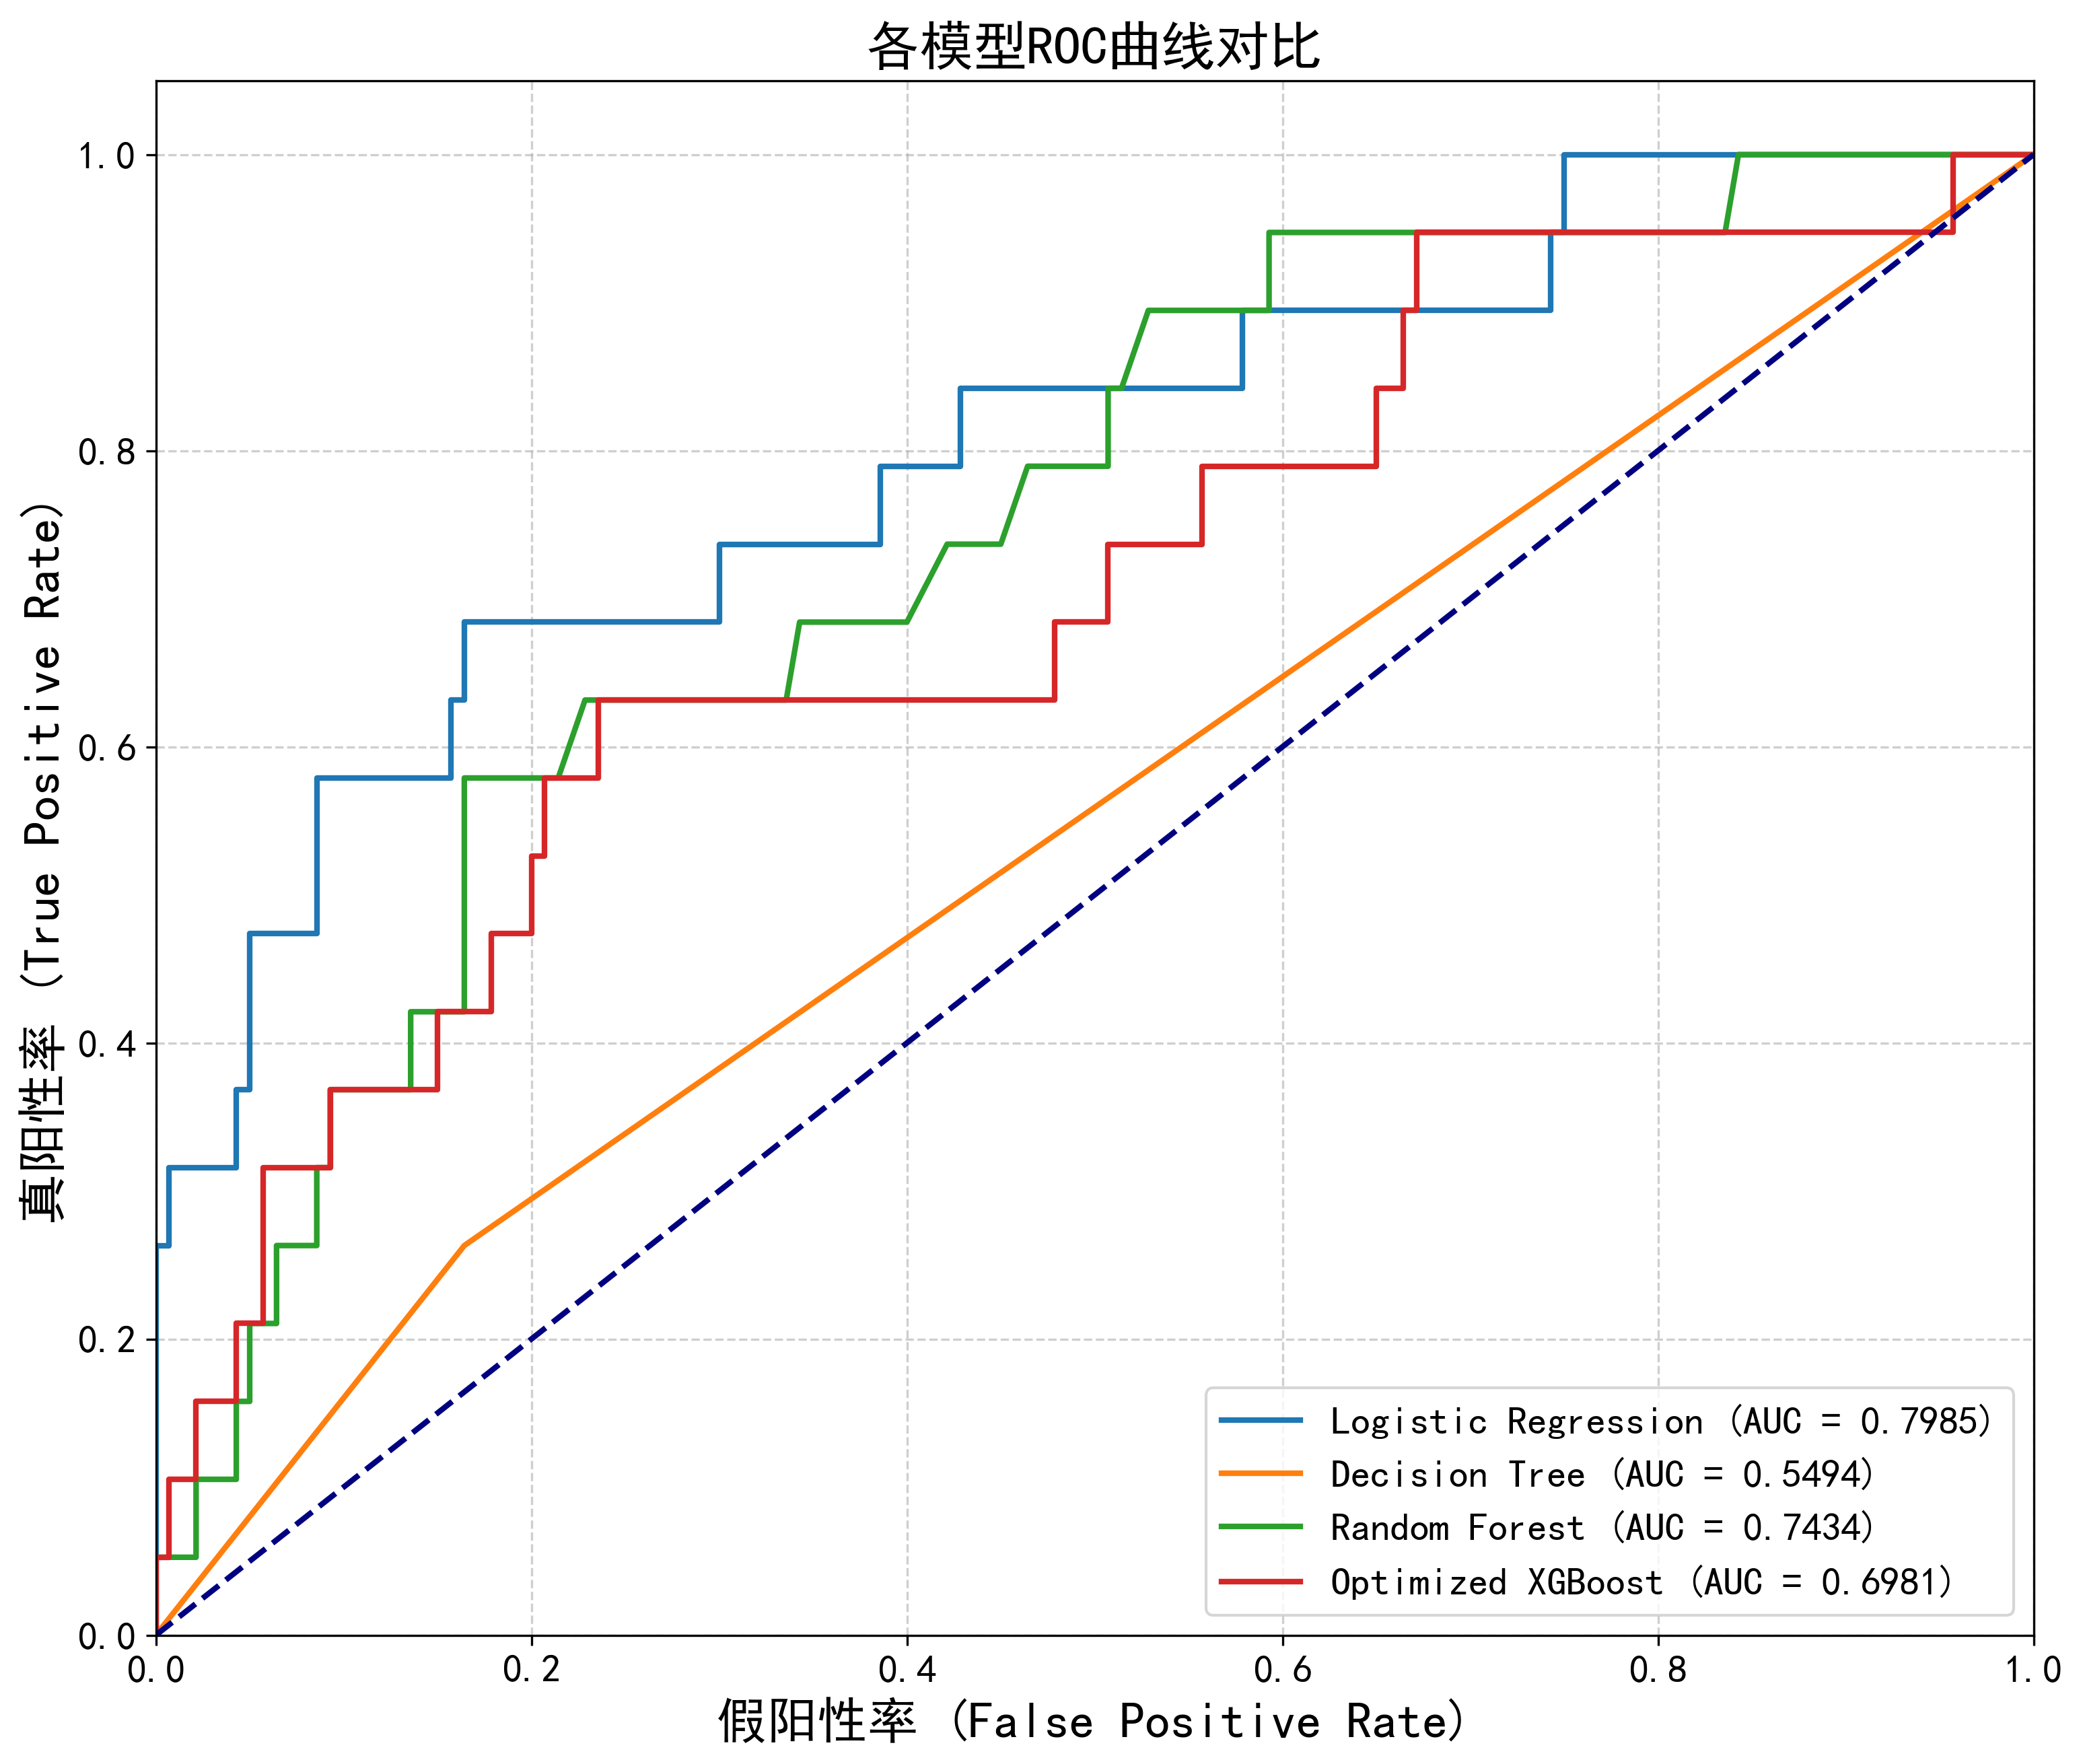 各模型ROC曲线对比
真阳性率 (True Positive Rate)
1.0
0.8
0.6
0.4
0.2
0.0
0.0 0.2 0.4 0.6 0.8 1.0
假阳性率 (False Positive Rate)
Logistic Regression (AUC = 0.7985)
Decision Tree (AUC = 0.5494)
Random Forest (AUC = 0.7434)
Optimized XGBoost (AUC = 0.6981)